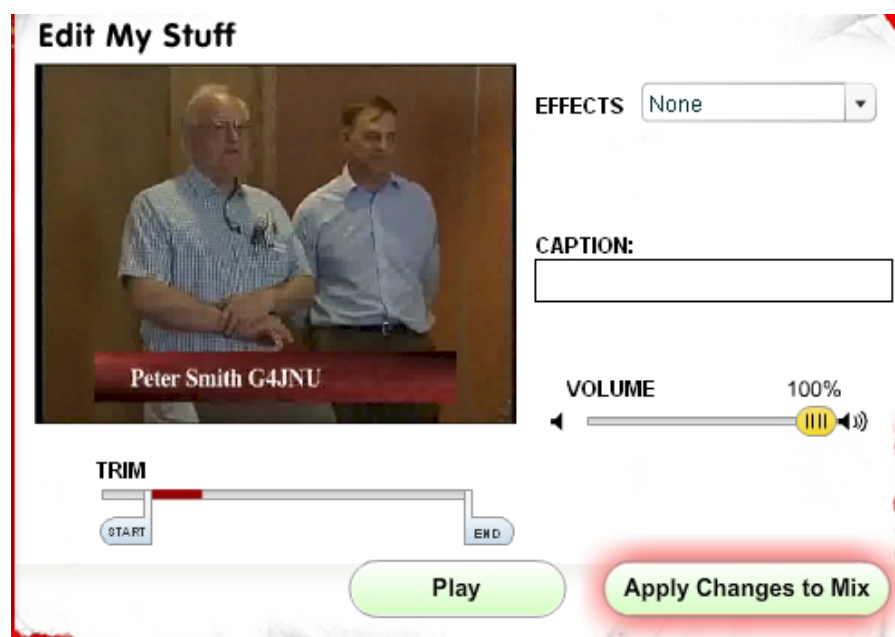 Edit My Stuff
EFFECTS None
CAPTION:
Peter Smith G4JNU
VOLUME 100%
TRIM
START
END
Play
Apply Changes to Mix